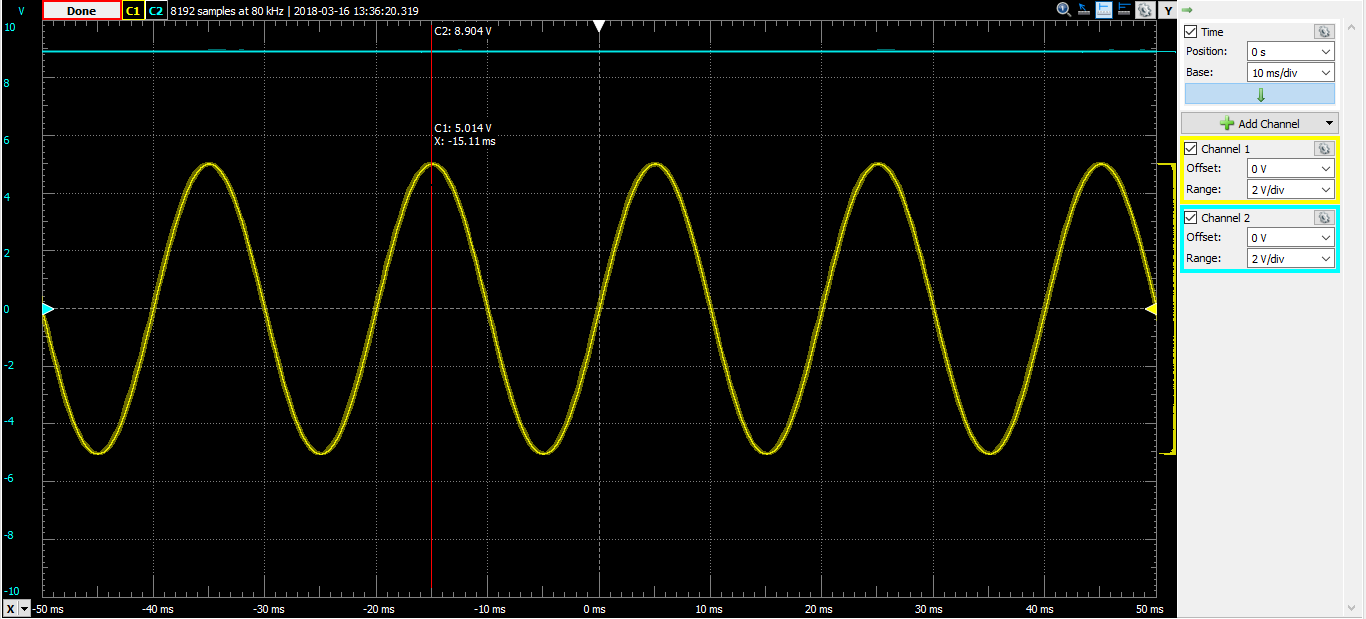 V Done C1 C2 8192 samples at 80 kHz | 2018-03-16 13:36:20.319 Y
10
8
6
4
2
0
-2
-4
-6
-8
-10
C2: 8.904 V
C1: 5.014 V
X: -15.11 ms
X -50 ms -40 ms -30 ms -20 ms -10 ms 0 ms 10 ms 20 ms 30 ms 40 ms 50 ms
Time
Position: 0 s
Base: 10 ms/div
Add Channel
Channel 1
Offset: 0 V
Range: 2 V/div
Channel 2
Offset: 0 V
Range: 2 V/div